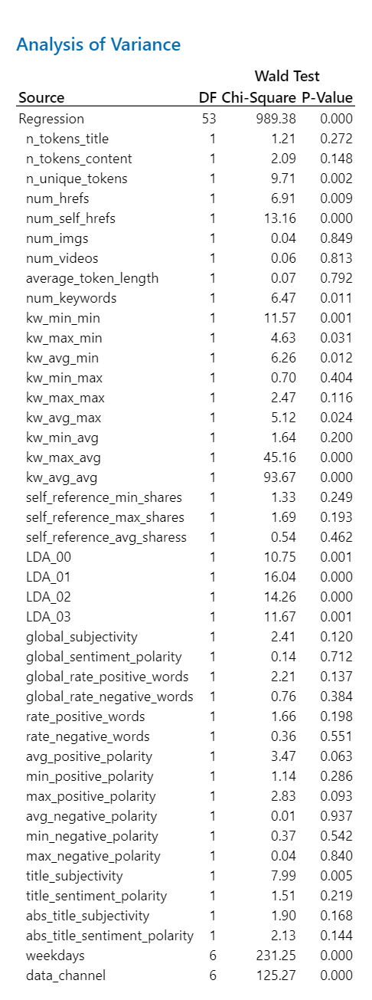 Analysis of Variance
Wald Test
Source DF Chi-Square P-Value
Regression 53 989.38 0.000
n_tokens_title 1 1.21 0.272
n_tokens_content 1 2.09 0.148
n_unique_tokens 1 9.71 0.002
num_hrefs 1 6.91 0.009
num_self_hrefs 1 13.16 0.000
num_imgs 1 0.04 0.849
num_videos 1 0.06 0.813
average_token_length 1 0.07 0.792
num_keywords 1 6.47 0.011
kw_min_min 1 11.57 0.001
kw_max_min 1 4.63 0.031
kw_avg_min 1 6.26 0.012
kw_min_max 1 0.70 0.404
kw_max_max 1 2.47 0.116
kw_avg_max 1 5.12 0.024
kw_min_avg 1 1.64 0.200
kw_max_avg 1 45.16 0.000
kw_avg_avg 1 93.67 0.000
self_reference_min_shares 1 1.33 0.249
self_reference_max_shares 1 1.69 0.193
self_reference_avg_sharess 1 0.54 0.462
LDA_00 1 10.75 0.001
LDA_01 1 16.04 0.000
LDA_02 1 14.26 0.000
LDA_03 1 11.67 0.001
global_subjectivity 1 2.41 0.120
global_sentiment_polarity 1 0.14 0.712
global_rate_positive_words 1 2.21 0.137
global_rate_negative_words 1 0.76 0.384
rate_positive_words 1 1.66 0.198
rate_negative_words 1 0.36 0.551
avg_positive_polarity 1 3.47 0.063
min_positive_polarity 1 1.14 0.286
max_positive_polarity 1 2.83 0.093
avg_negative_polarity 1 0.01 0.937
min_negative_polarity 1 0.37 0.542
max_negative_polarity 1 0.04 0.840
title_subjectivity 1 7.99 0.005
title_sentiment_polarity 1 1.51 0.219
abs_title_subjectivity 1 1.90 0.168
abs_title_sentiment_polarity 1 2.13 0.144
weekdays 6 231.25 0.000
data_channel 6 125.27 0.000